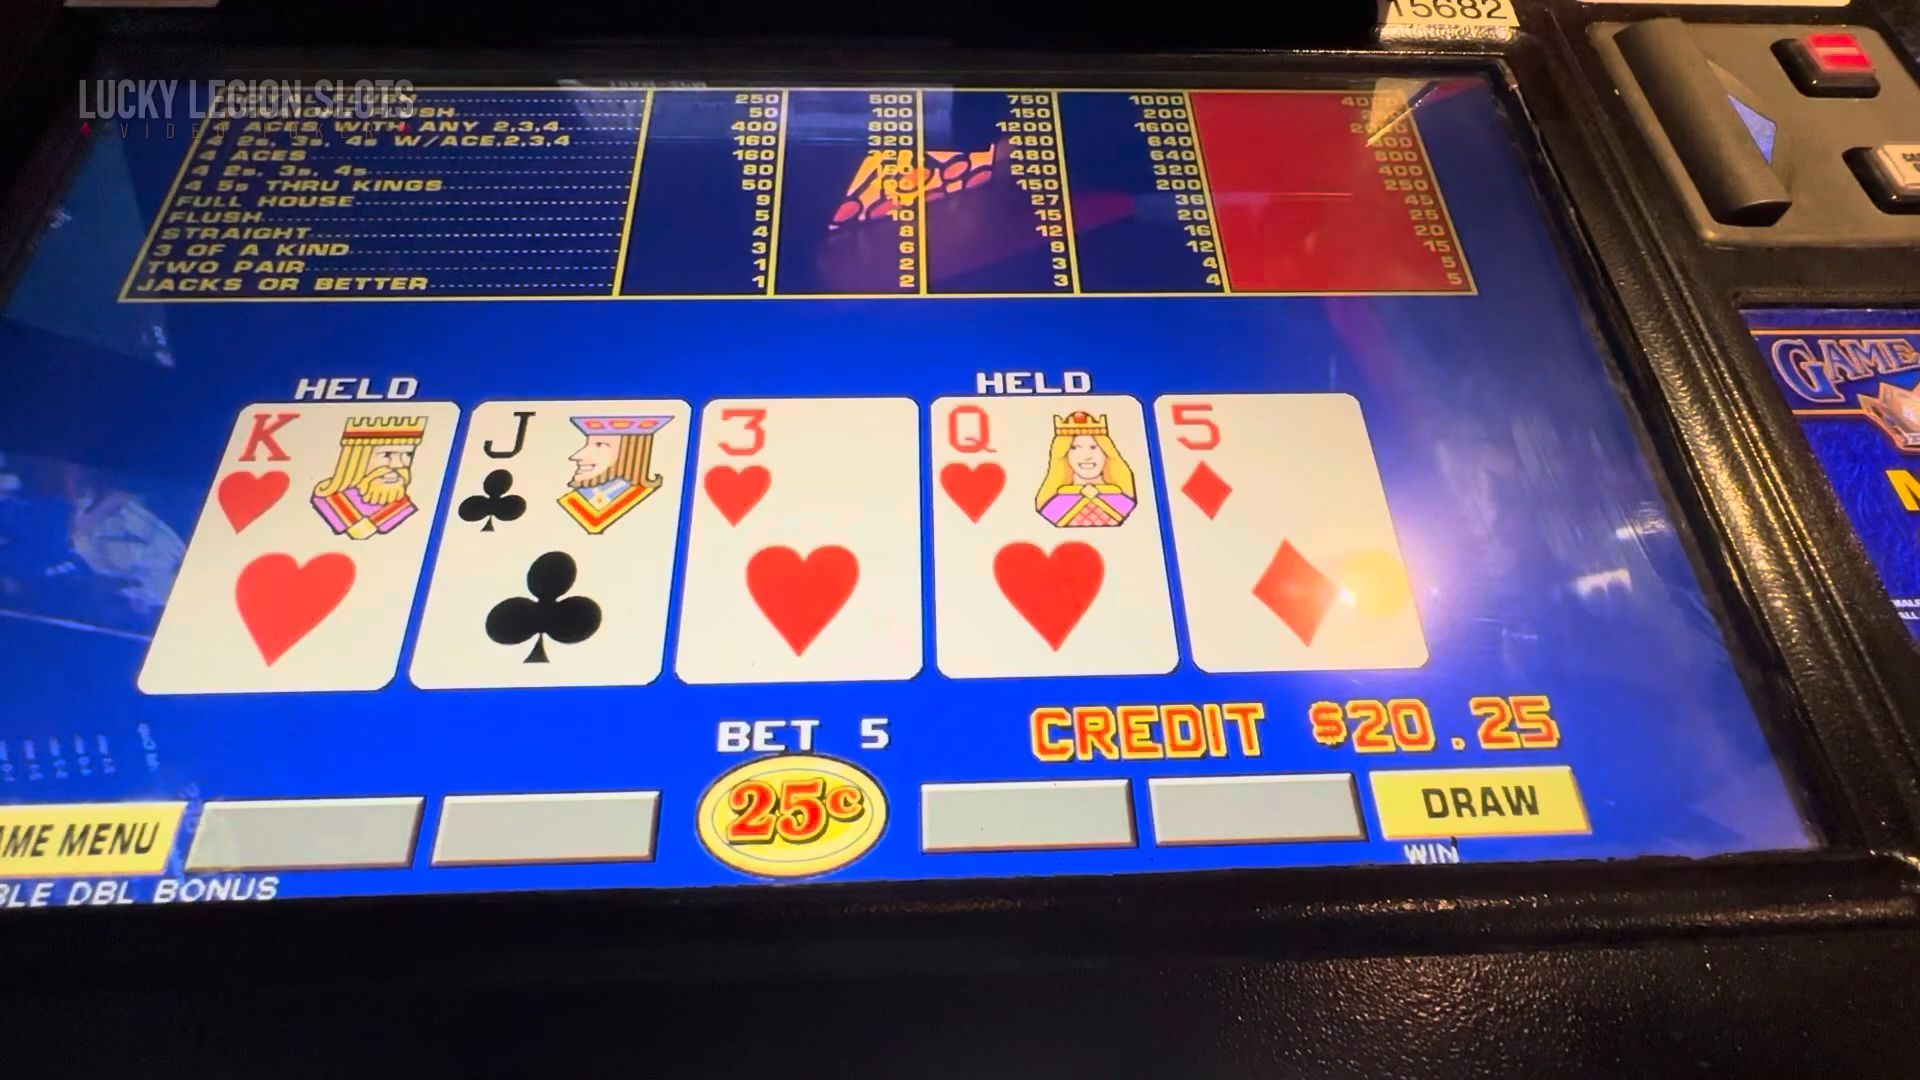 15682
LUCKY LEGION SLOTS
VIDEO
250 500 750 1000
50 100 150 200
4 ACES WITH ANY 2,3,4 400 800 1200 1600
4 2s, 3s, 4s W/ACE,2,3,4 160 320 480 640
4 ACES 160 480 640
4 2s, 3s, 4s 80 240 320 400
4 5s THRU KINGS 50 150 200 250
FULL HOUSE 9 27 36 45
FLUSH 5 10 15 20 25
STRAIGHT 4 8 12 16 20
3 OF A KIND 3 6 9 12 15
TWO PAIR 1 2 3 4 5
JACKS OR BETTER 1 2 3 4 5
HELD HELD
K J 3 Q 5
BET 5 CREDIT $20.25
25¢
AME MENU DRAW
WIN
BLE DBL BONUS
GAME